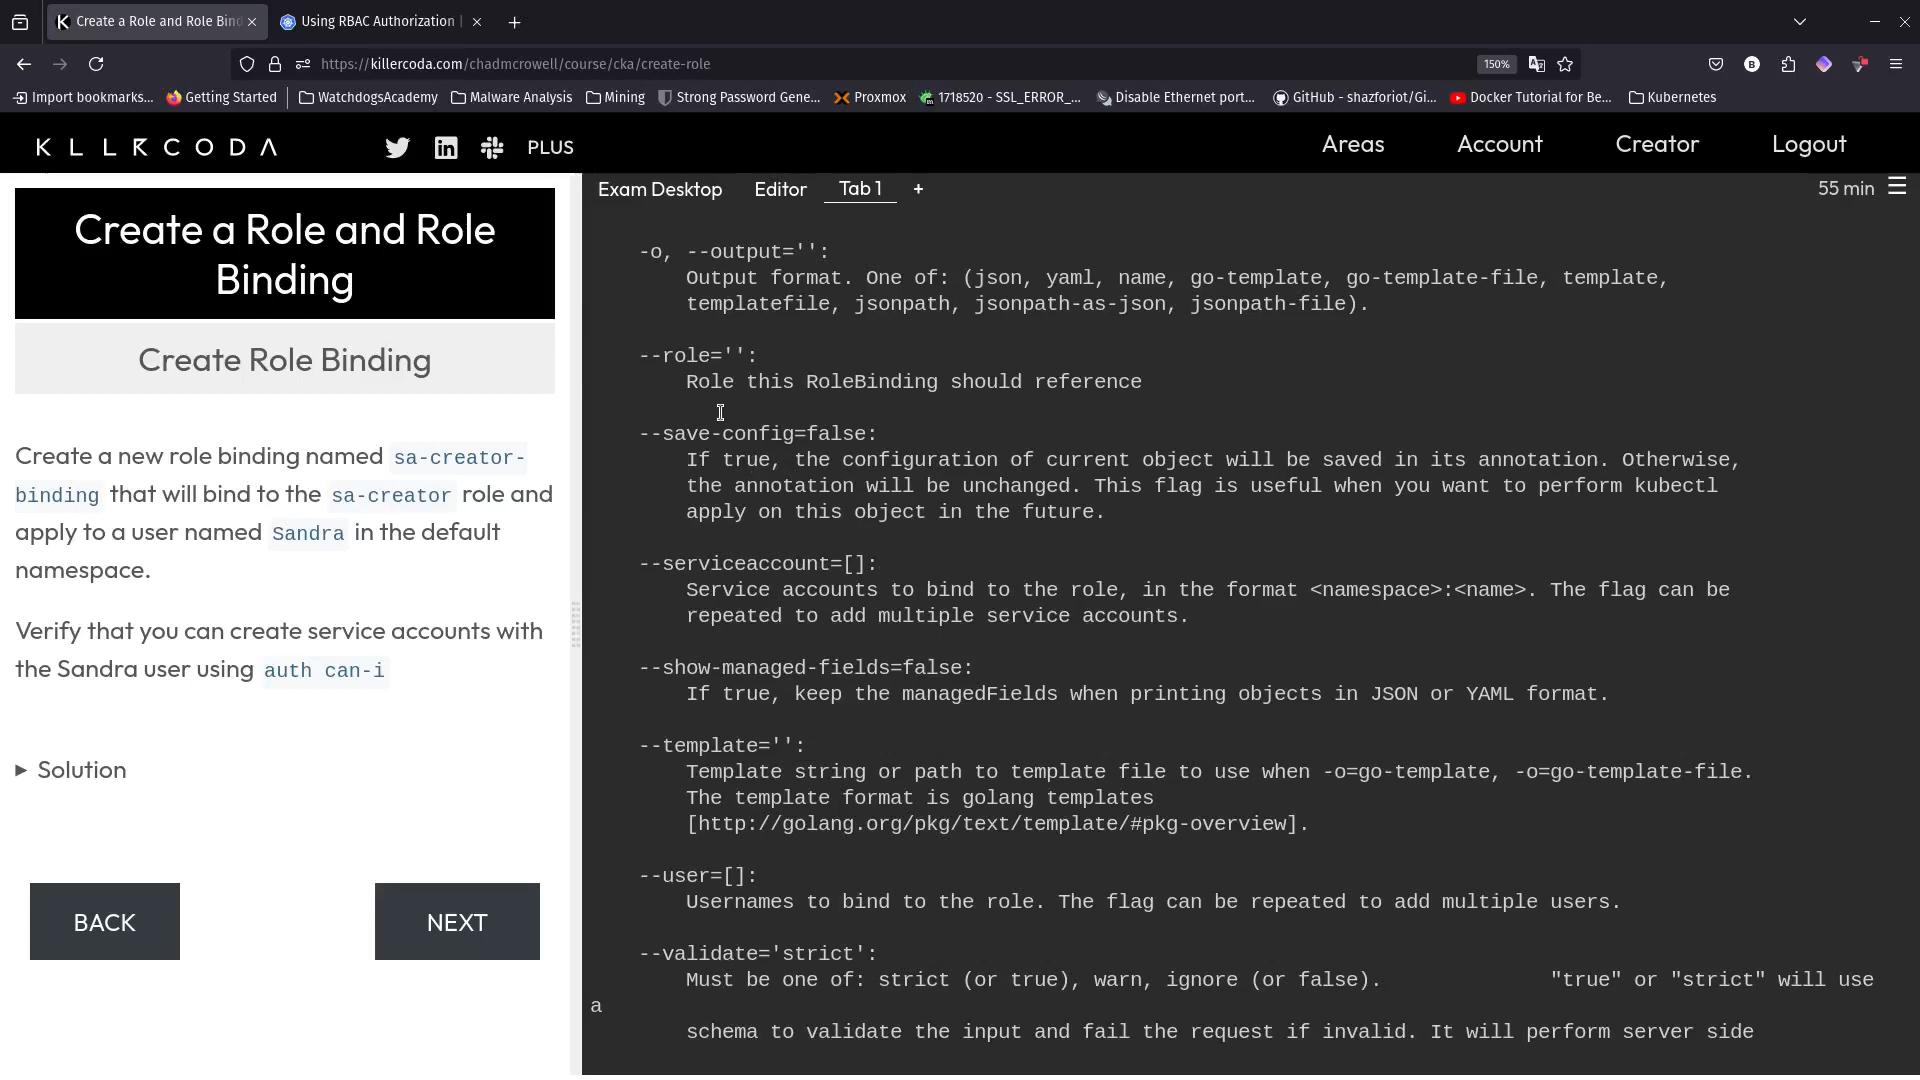 Create a Role and Role Bind
Using RBAC Authorization |
https://killercoda.com/chadmcrowell/course/cka/create-role
150%
Import bookmarks...
Getting Started
WatchdogsAcademy
Malware Analysis
Mining
Strong Password Gene...
Proxmox
1718520 - SSL_ERROR_...
Disable Ethernet port...
GitHub - shazforiot/Gi...
Docker Tutorial for Be...
Kubernetes
KLLRCODA
PLUS
Areas
Account
Creator
Logout
Create a Role and Role
Binding
Create Role Binding
Create a new role binding named sa-creator-
binding that will bind to the sa-creator role and
apply to a user named Sandra in the default
namespace.
Verify that you can create service accounts with
the Sandra user using auth can-i
Solution
BACK
NEXT
Exam Desktop
Editor
Tab 1
+
55 min
-o, --output='':
Output format. One of: (json, yaml, name, go-template, go-template-file, template,
templatefile, jsonpath, jsonpath-as-json, jsonpath-file).
--role='':
Role this RoleBinding should reference
--save-config=false:
If true, the configuration of current object will be saved in its annotation. Otherwise,
the annotation will be unchanged. This flag is useful when you want to perform kubectl
apply on this object in the future.
--serviceaccount=[]:
Service accounts to bind to the role, in the format <namespace>:<name>. The flag can be
repeated to add multiple service accounts.
--show-managed-fields=false:
If true, keep the managedFields when printing objects in JSON or YAML format.
--template='':
Template string or path to template file to use when -o=go-template, -o=go-template-file.
The template format is golang templates
[http://golang.org/pkg/text/template/#pkg-overview].
--user=[]:
Usernames to bind to the role. The flag can be repeated to add multiple users.
--validate='strict':
Must be one of: strict (or true), warn, ignore (or false). "true" or "strict" will use
a
schema to validate the input and fail the request if invalid. It will perform server side